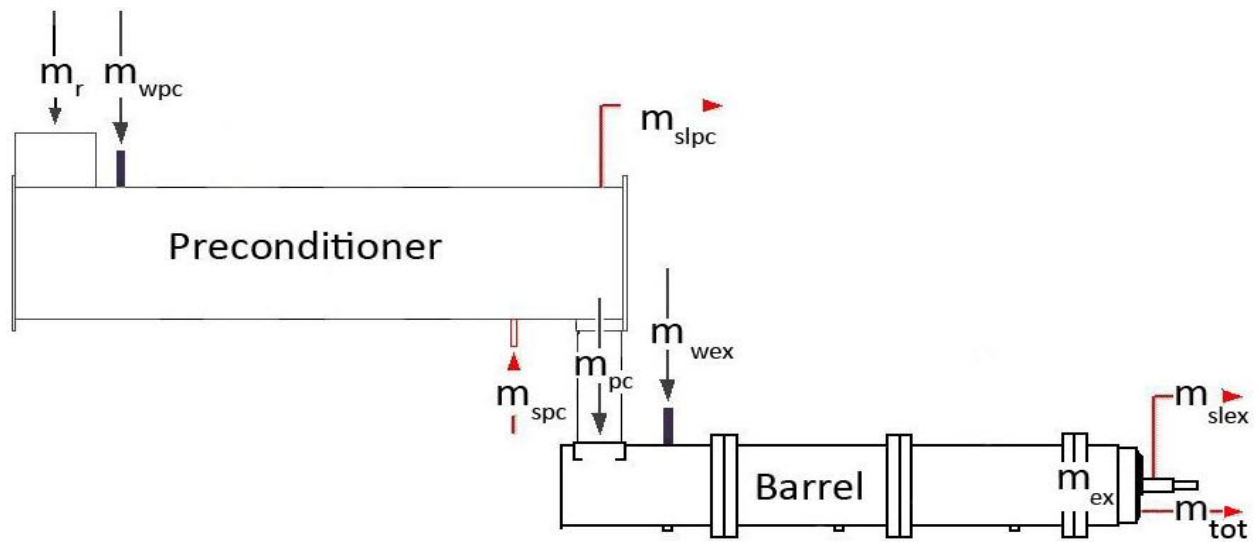 m_r
m_wpc
m_slpc
Preconditioner
m_wex
m_pc
m_spc
m_slex
m_ex
Barrel
m_tot